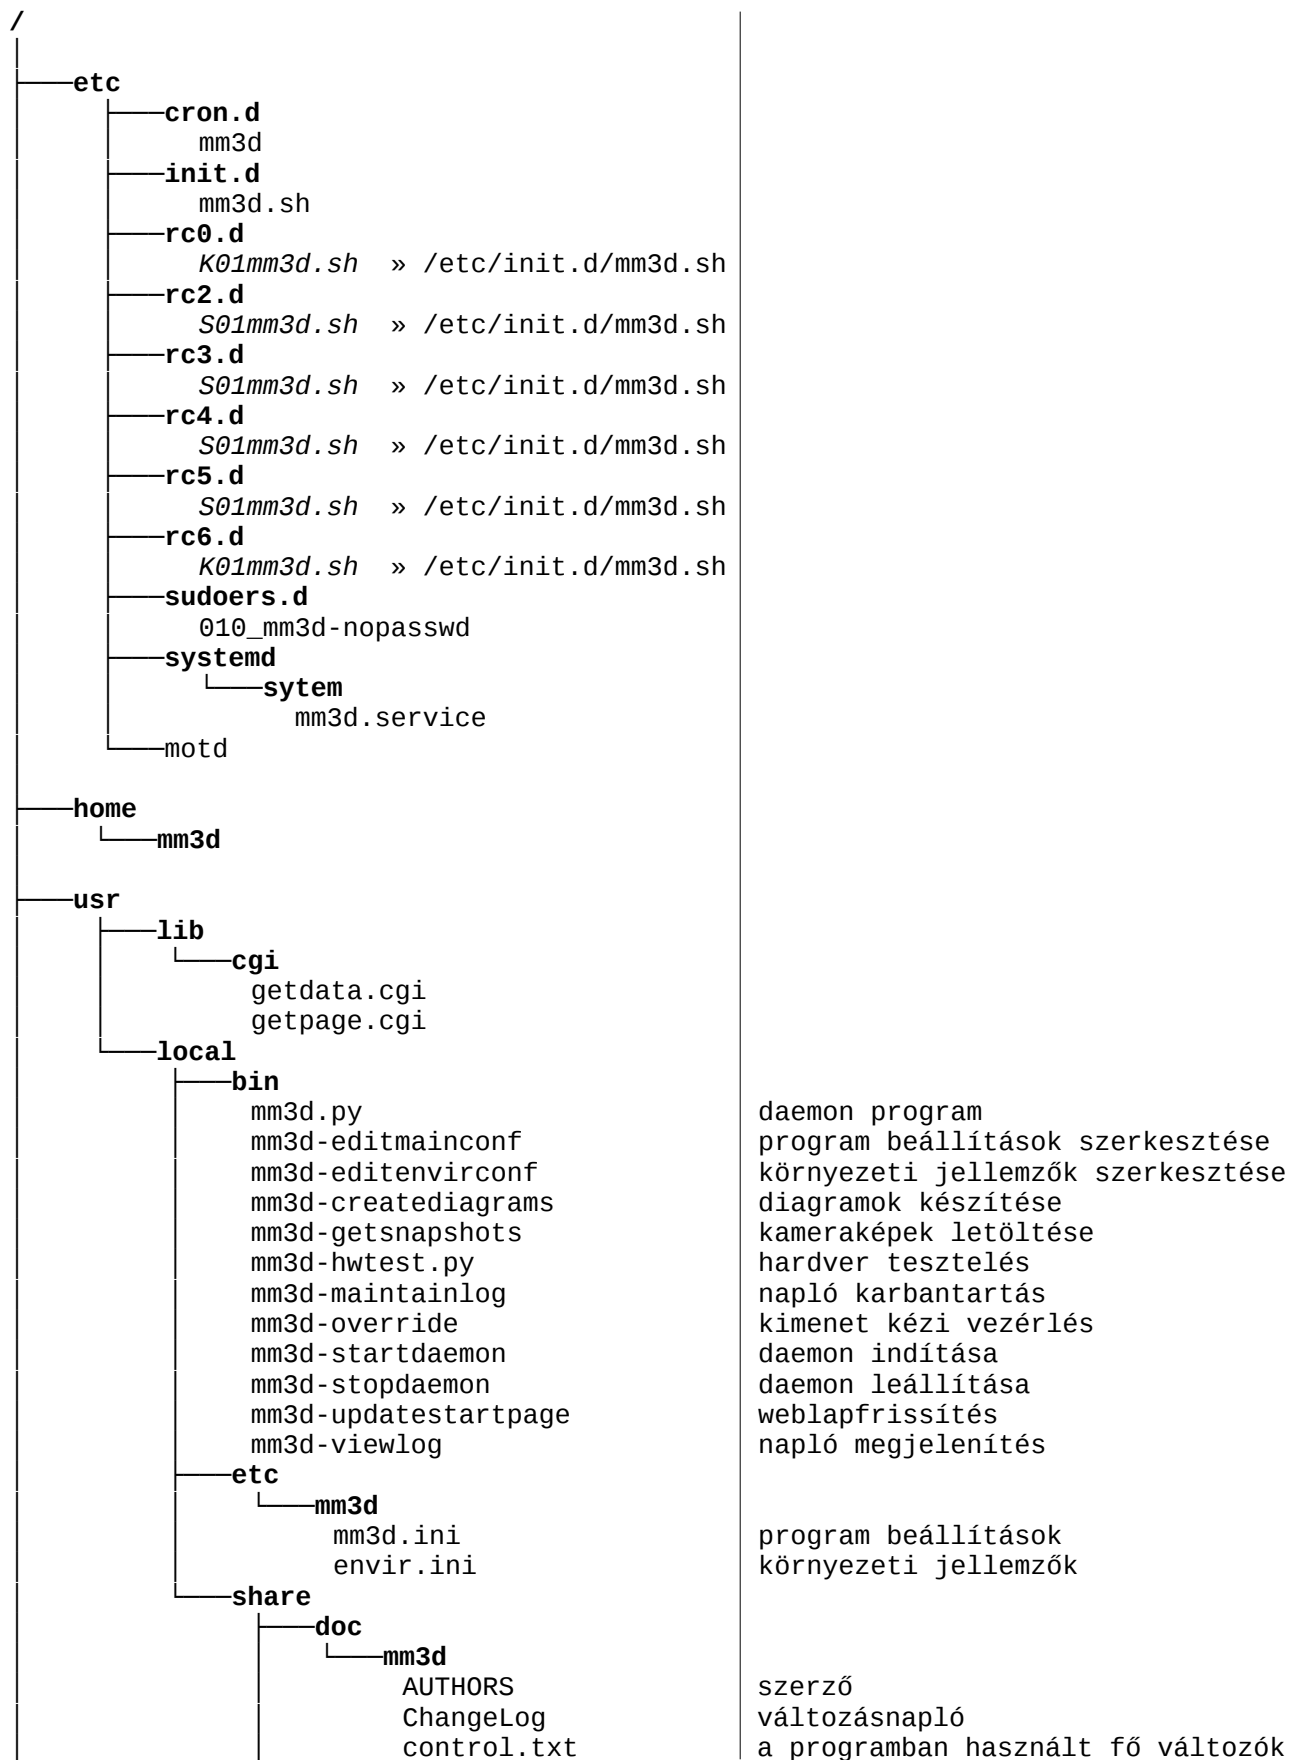 /
etc
cron.d
mm3d
init.d
mm3d.sh
rc0.d
K01mm3d.sh » /etc/init.d/mm3d.sh
rc2.d
S01mm3d.sh » /etc/init.d/mm3d.sh
rc3.d
S01mm3d.sh » /etc/init.d/mm3d.sh
rc4.d
S01mm3d.sh » /etc/init.d/mm3d.sh
rc5.d
S01mm3d.sh » /etc/init.d/mm3d.sh
rc6.d
K01mm3d.sh » /etc/init.d/mm3d.sh
sudoers.d
010_mm3d-nopasswd
systemd
sytem
mm3d.service
motd
home
mm3d
usr
lib
cgi
getdata.cgi
getpage.cgi
local
bin
mm3d.py daemon program
mm3d-editmainconf program beállítások szerkesztése
mm3d-editenvirconf környezeti jellemzők szerkesztése
mm3d-creatediagrams diagramok készítése
mm3d-getsnapshots kameraképek letöltése
mm3d-hwtest.py hardver tesztelés
mm3d-maintainlog napló karbantartás
mm3d-override kimenet kézi vezérlés
mm3d-startdaemon daemon indítása
mm3d-stopdaemon daemon leállítása
mm3d-updatestartpage weblapfrissítés
mm3d-viewlog napló megjelenítés
etc
mm3d
mm3d.ini program beállítások
envir.ini környezeti jellemzők
share
doc
mm3d
AUTHORS szerző
ChangeLog változásnapló
control.txt a programban használt fő változók